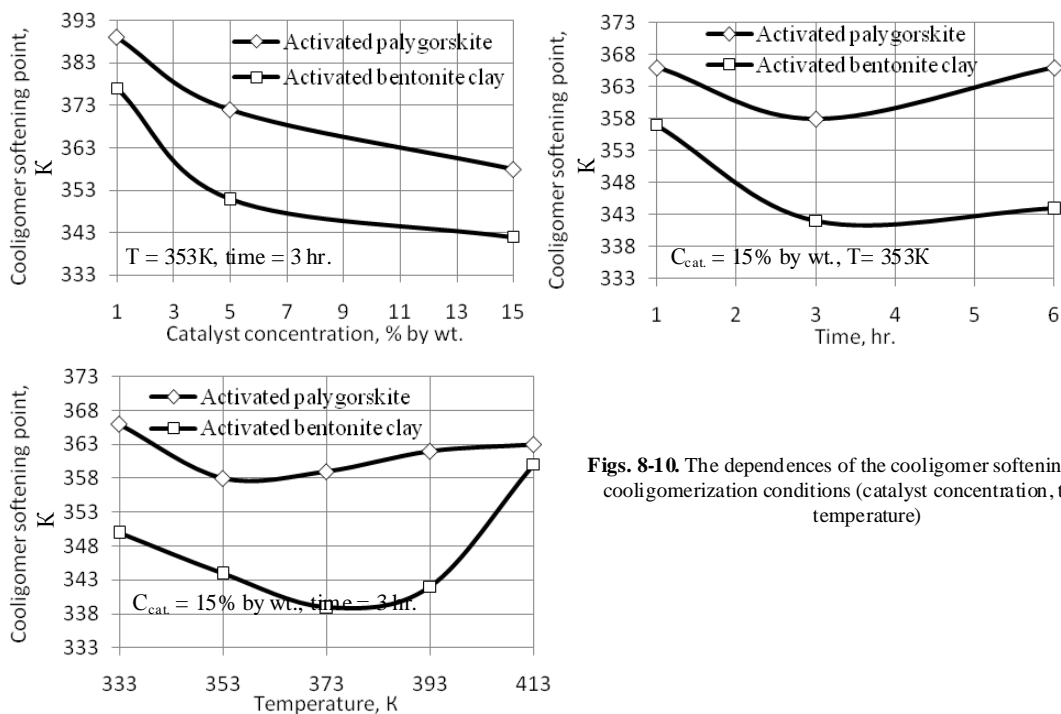 Cooligomer softening point,
K
393
383
373
363
353
343
333
Activated palygorskite
Activated bentonite clay
T = 353K, time = 3 hr.
1 3 5 7 9 11 13 15
Catalyst concentration, % by wt.
Cooligomer softening point,
K
373
368
363
358
353
348
343
338
333
Activated palygorskite
Activated bentonite clay
Ccat. = 15% by wt., T= 353K
1 2 3 4 5 6
Time, hr.
Cooligomer softening point,
K
373
368
363
358
353
348
343
338
333
Activated palygorskite
Activated bentonite clay
Ccat. = 15% by wt., time = 3 hr.
333 353 373 393 413
Temperature, K
Figs. 8-10. The dependences of the cooligomer softenin
cooligomerization conditions (catalyst concentration, t
temperature)